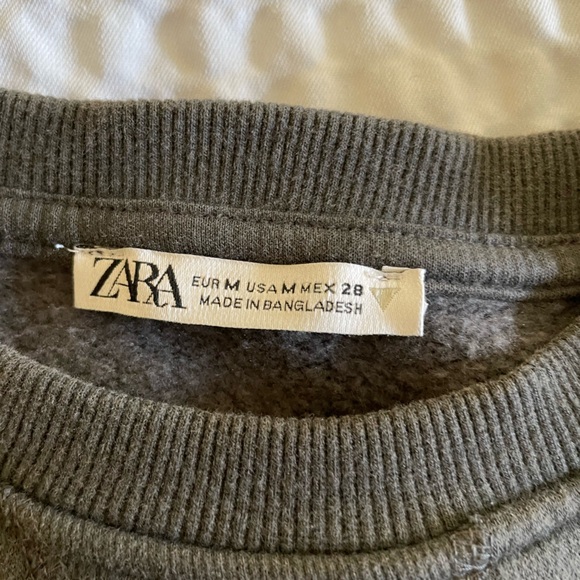 ZARA
EUR M USA M MEX 28
MADE IN BANGLADESH